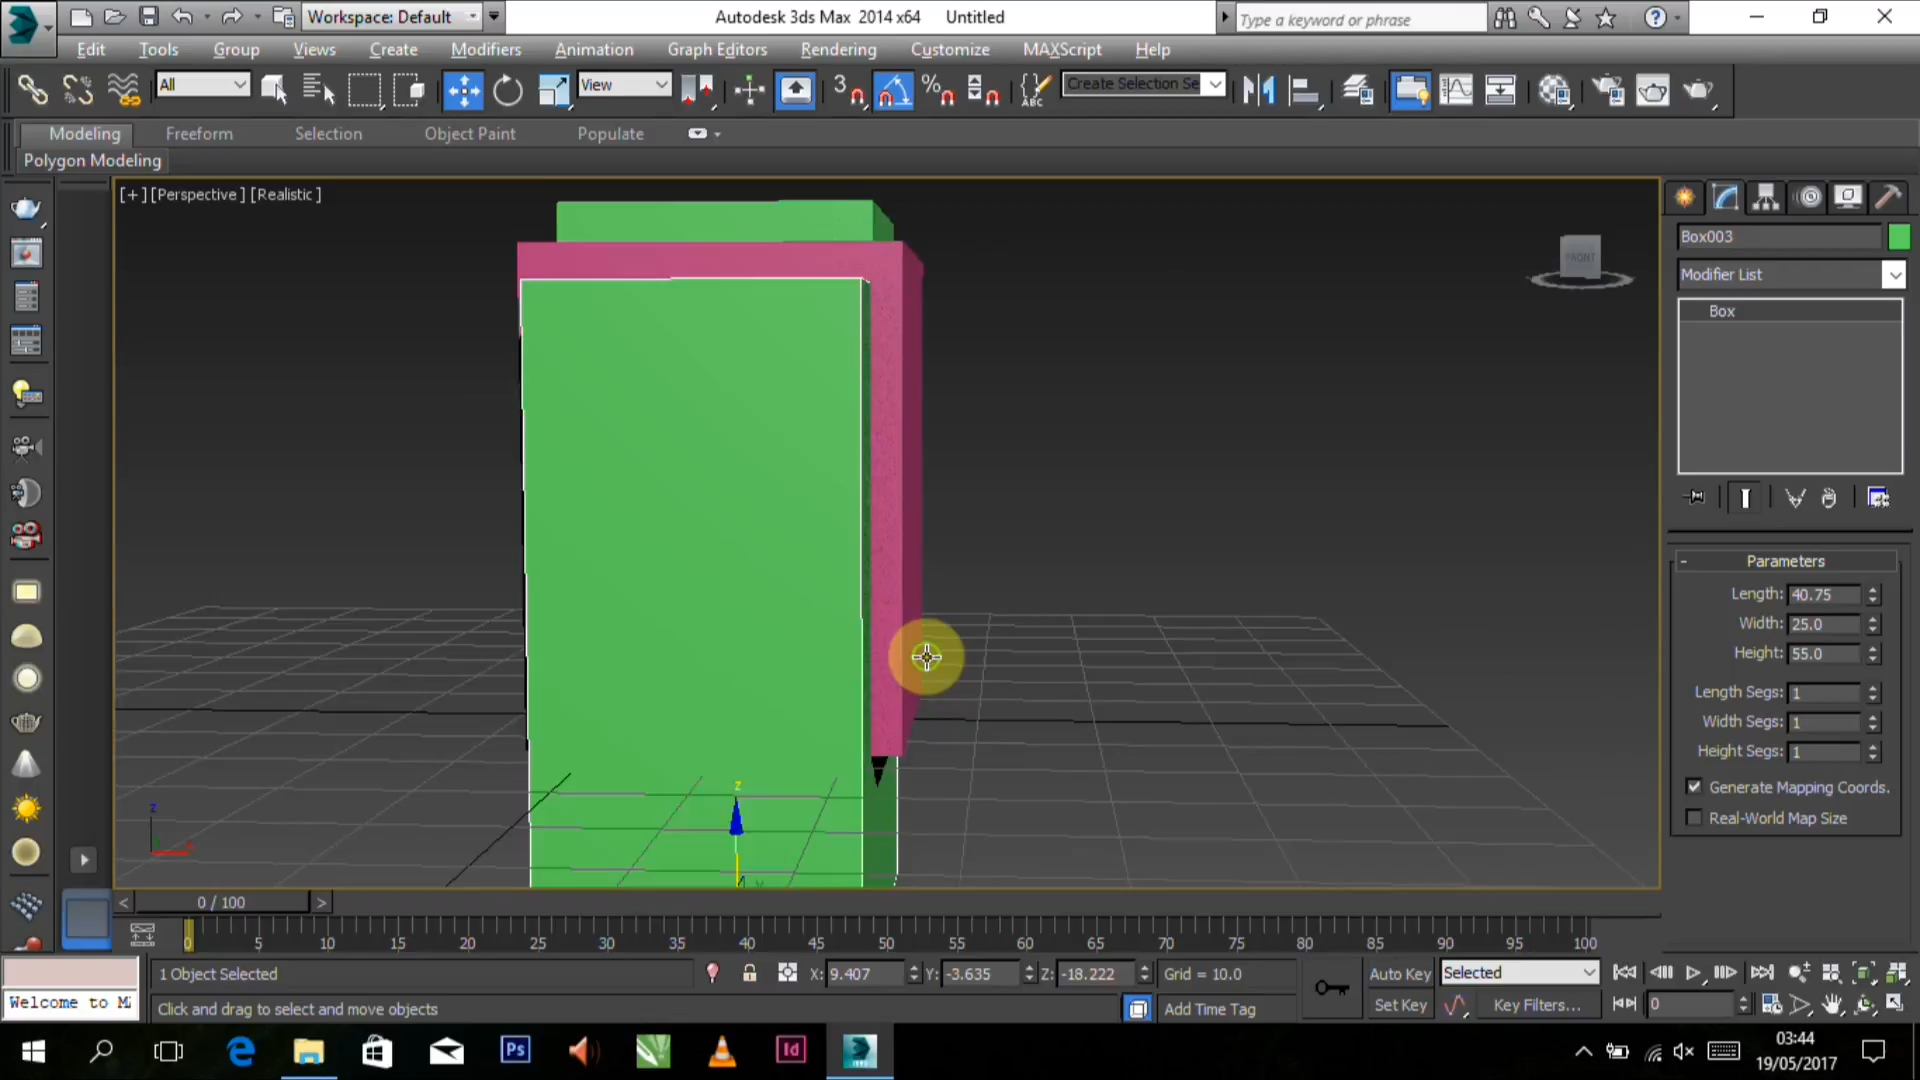 Workspace: Default
Autodesk 3ds Max 2014 x64 Untitled
Type a keyword or phrase
Edit Tools Group Views Create Modifiers Animation Graph Editors Rendering Customize MAXScript Help
All
View
3
%
ABC
Create Selection Se
Modeling Freeform Selection Object Paint Populate
Polygon Modeling
[+] [Perspective] [Realistic]
FRONT
Box003
Modifier List
Box
Parameters
Length: 40.75
Width: 25.0
Height: 55.0
Length Segs: 1
Width Segs: 1
Height Segs: 1
Generate Mapping Coords.
Real-World Map Size
z
z
0 / 100
0 5 10 15 20 25 30 35 40 45 50 55 60 65 70 75 80 85 90 95 100
1 Object Selected
X: 9.407 Y: -3.635 Z: -18.222 Grid = 10.0
Auto Key Selected
Welcome to M
Click and drag to select and move objects
Add Time Tag
Set Key Key Filters...
0
Ps
Id
03:44
19/05/2017